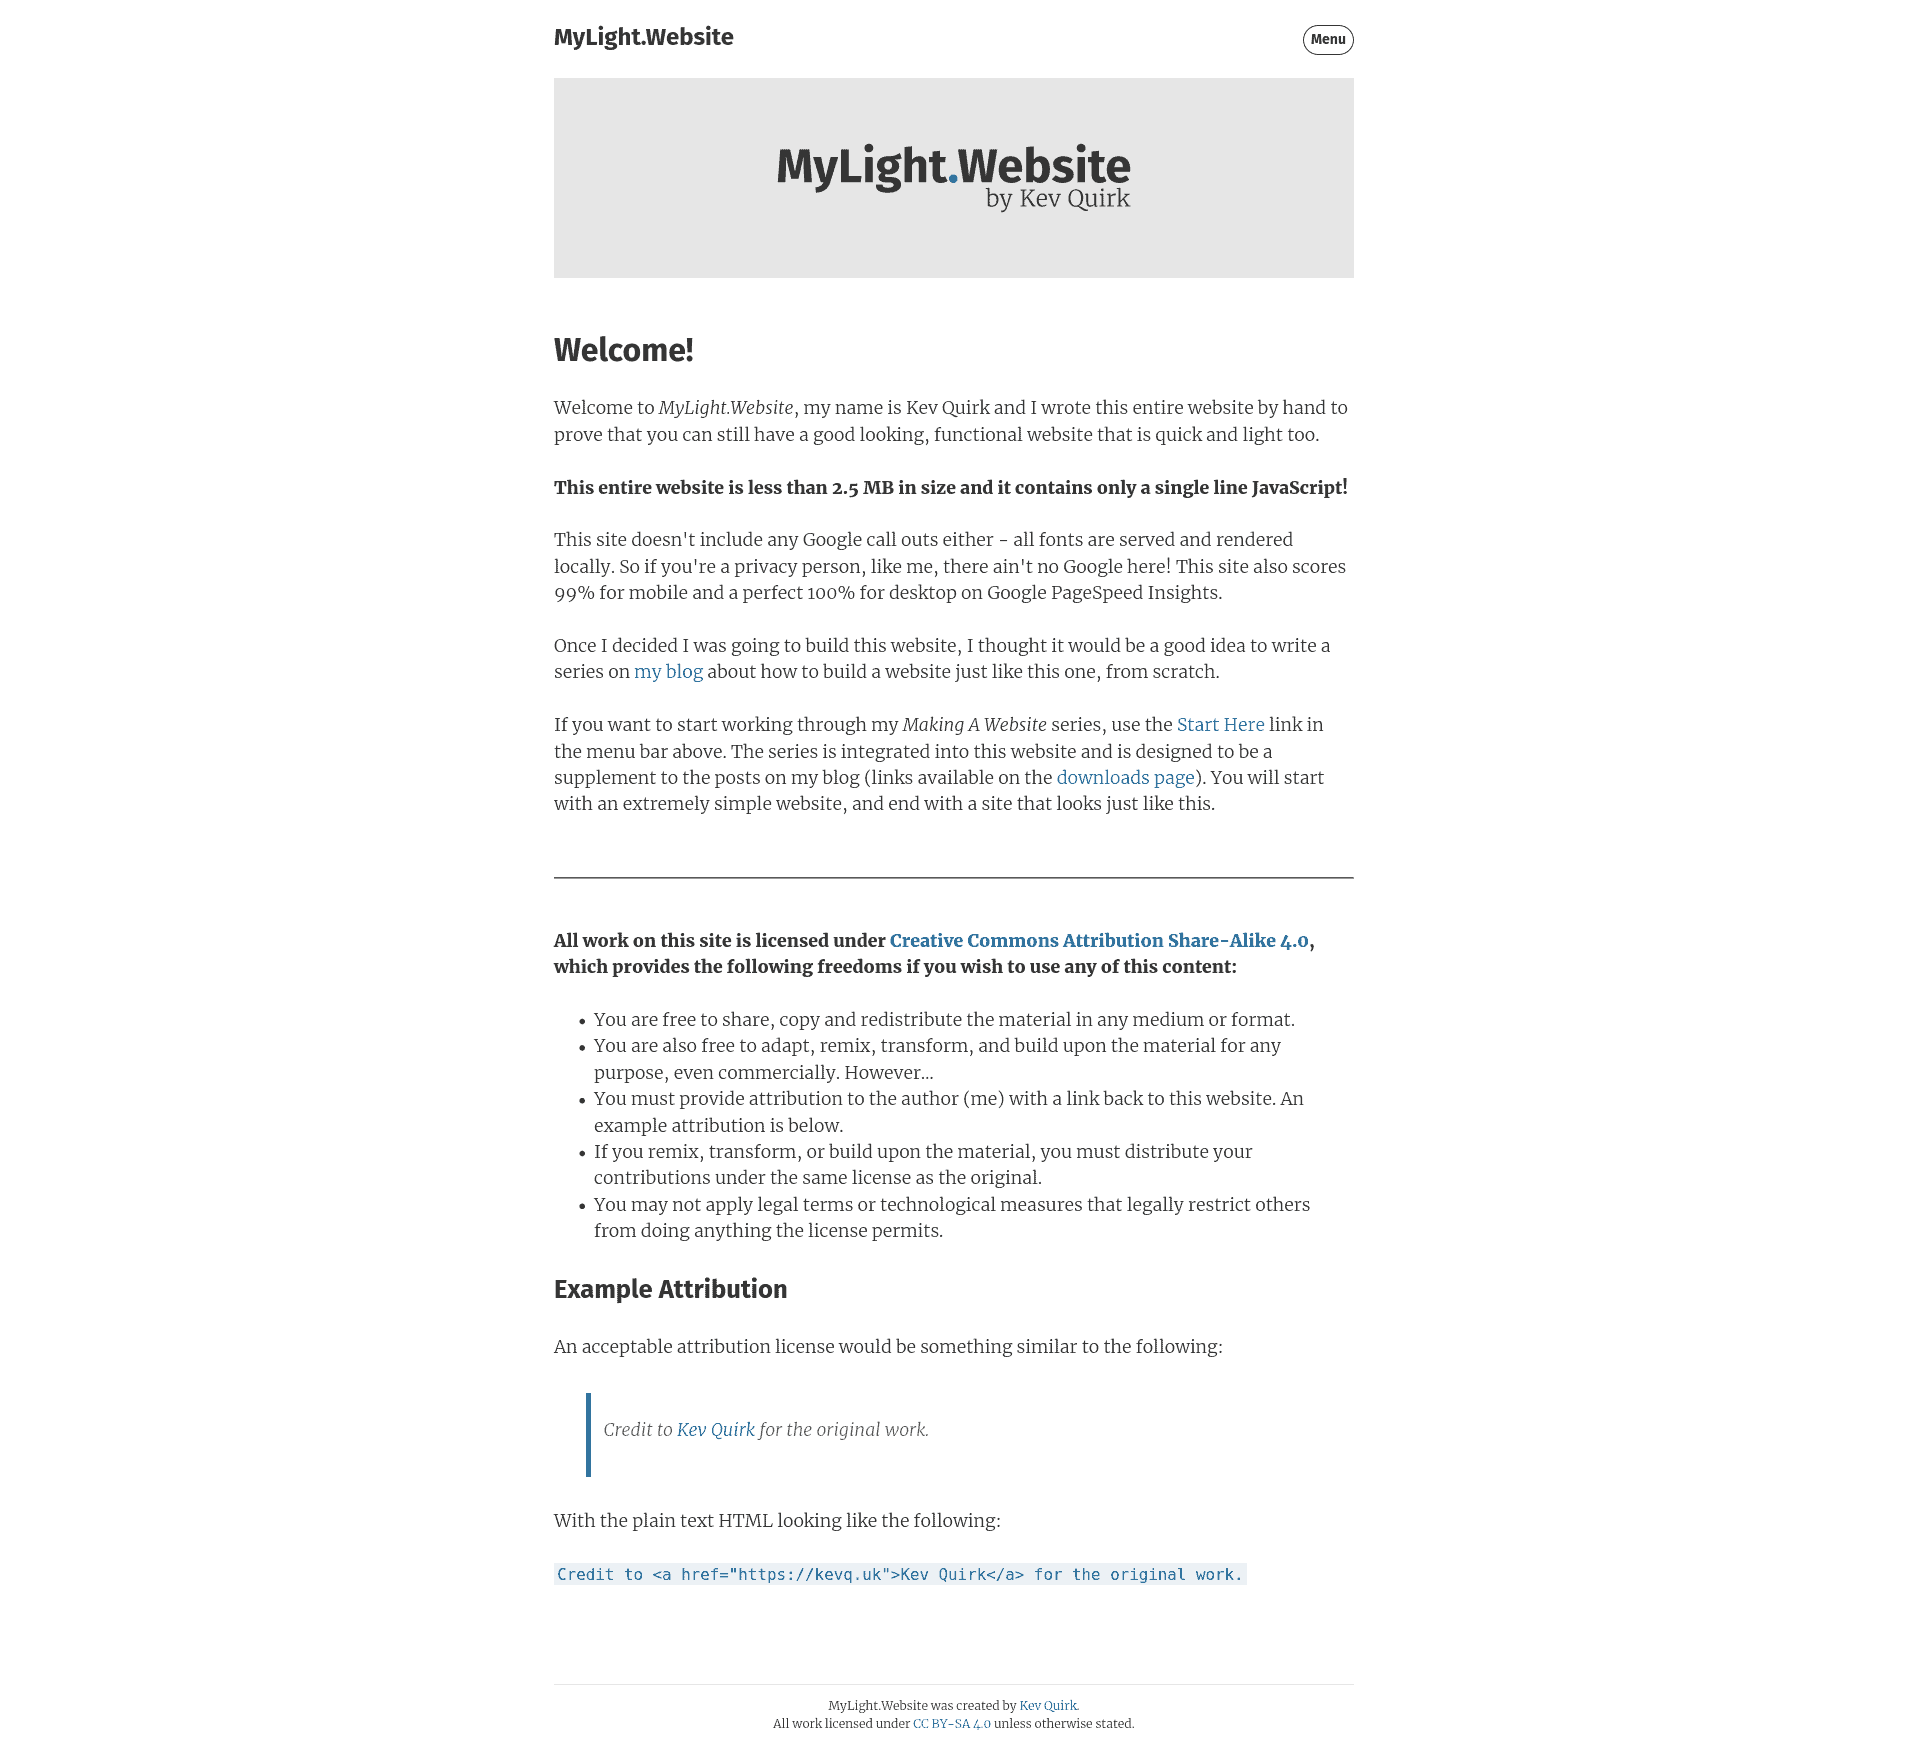 MyLight.Website
Menu
MyLight.Website
by Kev Quirk
Welcome!
Welcome to MyLight.Website, my name is Kev Quirk and I wrote this entire website by hand to
prove that you can still have a good looking, functional website that is quick and light too.
This entire website is less than 2.5 MB in size and it contains only a single line JavaScript!
This site doesn't include any Google call outs either - all fonts are served and rendered
locally. So if you're a privacy person, like me, there ain't no Google here! This site also scores
99% for mobile and a perfect 100% for desktop on Google PageSpeed Insights.
Once I decided I was going to build this website, I thought it would be a good idea to write a
series on my blog about how to build a website just like this one, from scratch.
If you want to start working through my Making A Website series, use the Start Here link in
the menu bar above. The series is integrated into this website and is designed to be a
supplement to the posts on my blog (links available on the downloads page). You will start
with an extremely simple website, and end with a site that looks just like this.
All work on this site is licensed under Creative Commons Attribution Share-Alike 4.0,
which provides the following freedoms if you wish to use any of this content:
• You are free to share, copy and redistribute the material in any medium or format.
• You are also free to adapt, remix, transform, and build upon the material for any
purpose, even commercially. However...
• You must provide attribution to the author (me) with a link back to this website. An
example attribution is below.
• If you remix, transform, or build upon the material, you must distribute your
contributions under the same license as the original.
• You may not apply legal terms or technological measures that legally restrict others
from doing anything the license permits.
Example Attribution
An acceptable attribution license would be something similar to the following:
Credit to Kev Quirk for the original work.
With the plain text HTML looking like the following:
Credit to <a href="https://kevq.uk">Kev Quirk</a> for the original work.
MyLight.Website was created by Kev Quirk.
All work licensed under CC BY-SA 4.0 unless otherwise stated.